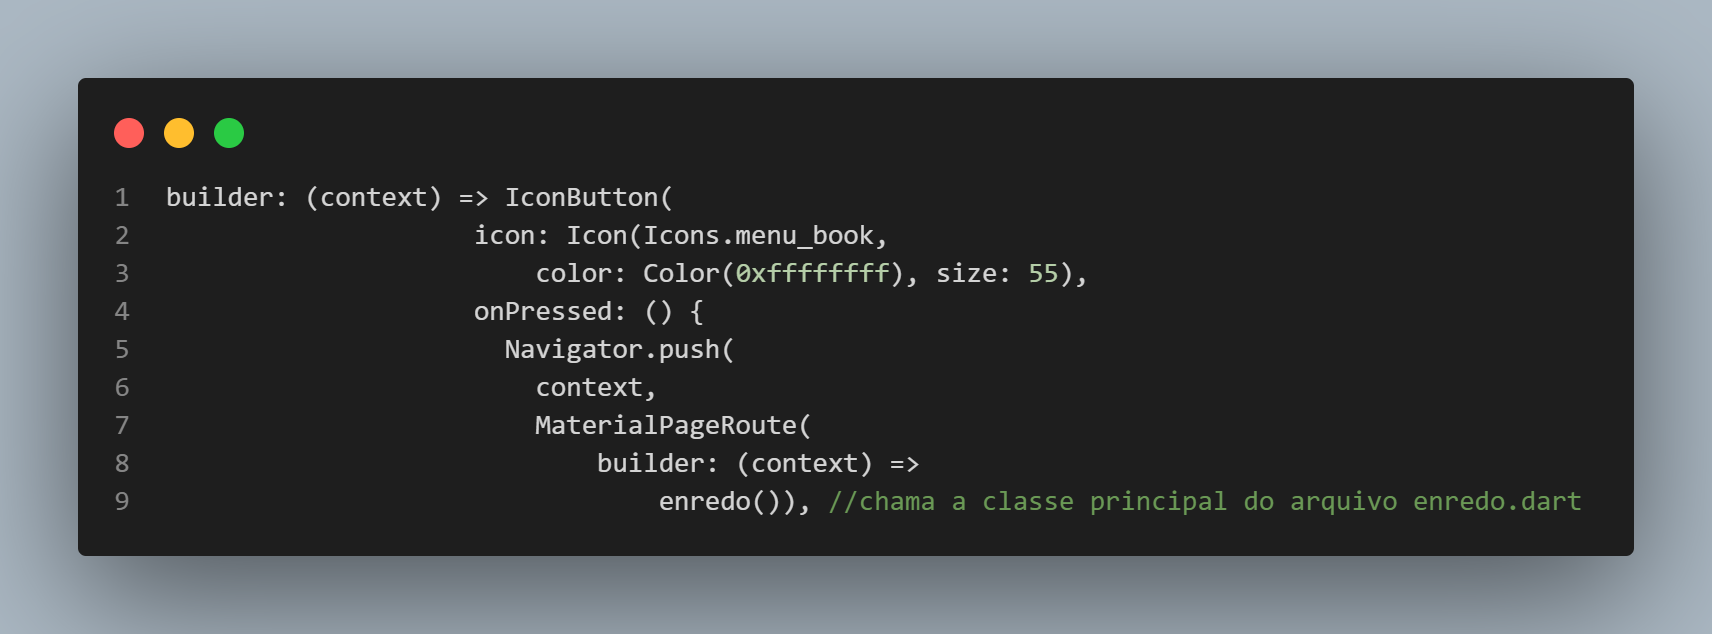 1 builder: (context) => IconButton(
2 icon: Icon(Icons.menu_book,
3 color: Color(0xffffffff), size: 55),
4 onPressed: () {
5 Navigator.push(
6 context,
7 MaterialPageRoute(
8 builder: (context) =>
9 enredo()), //chama a classe principal do arquivo enredo.dart